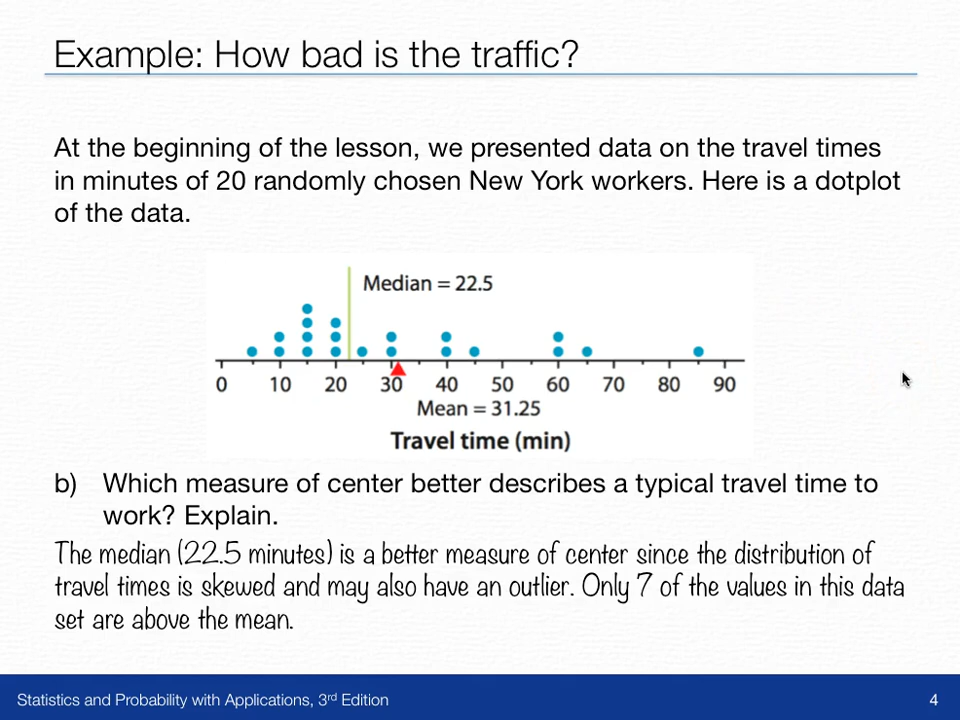 Example: How bad is the traffic?
At the beginning of the lesson, we presented data on the travel times
in minutes of 20 randomly chosen New York workers. Here is a dotplot
of the data.
Median = 22.5
0 10 20 30 40 50 60 70 80 90
Mean = 31.25
Travel time (min)
b) Which measure of center better describes a typical travel time to
work? Explain.
The median (22.5 minutes) is a better measure of center since the distribution of
travel times is skewed and may also have an outlier. Only 7 of the values in this data
set are above the mean.
Statistics and Probability with Applications, 3rd Edition 4